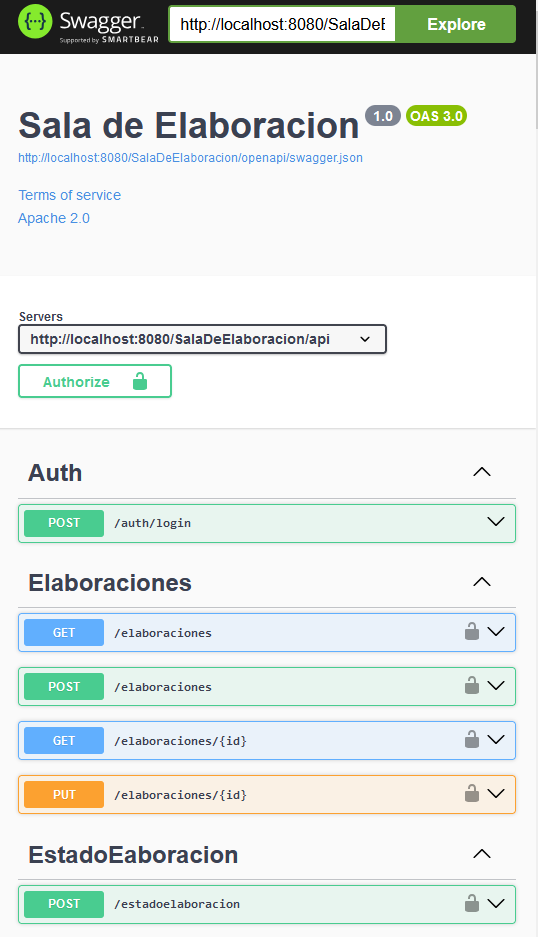 Swagger
Supported by SMARTBEAR
http://localhost:8080/SalaDeE
Explore
Sala de Elaboracion 1.0 OAS 3.0
http://localhost:8080/SalaDeElaboracion/openapi/swagger.json
Terms of service
Apache 2.0
Servers
http://localhost:8080/SalaDeElaboracion/api
Authorize
Auth
POST /auth/login
Elaboraciones
GET /elaboraciones
POST /elaboraciones
GET /elaboraciones/{id}
PUT /elaboraciones/{id}
EstadoEaboracion
POST /estadoelaboracion